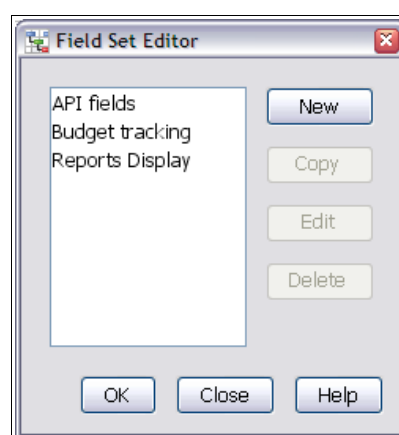 Field Set Editor
API fields
Budget tracking
Reports Display
New
Copy
Edit
Delete
OK Close Help